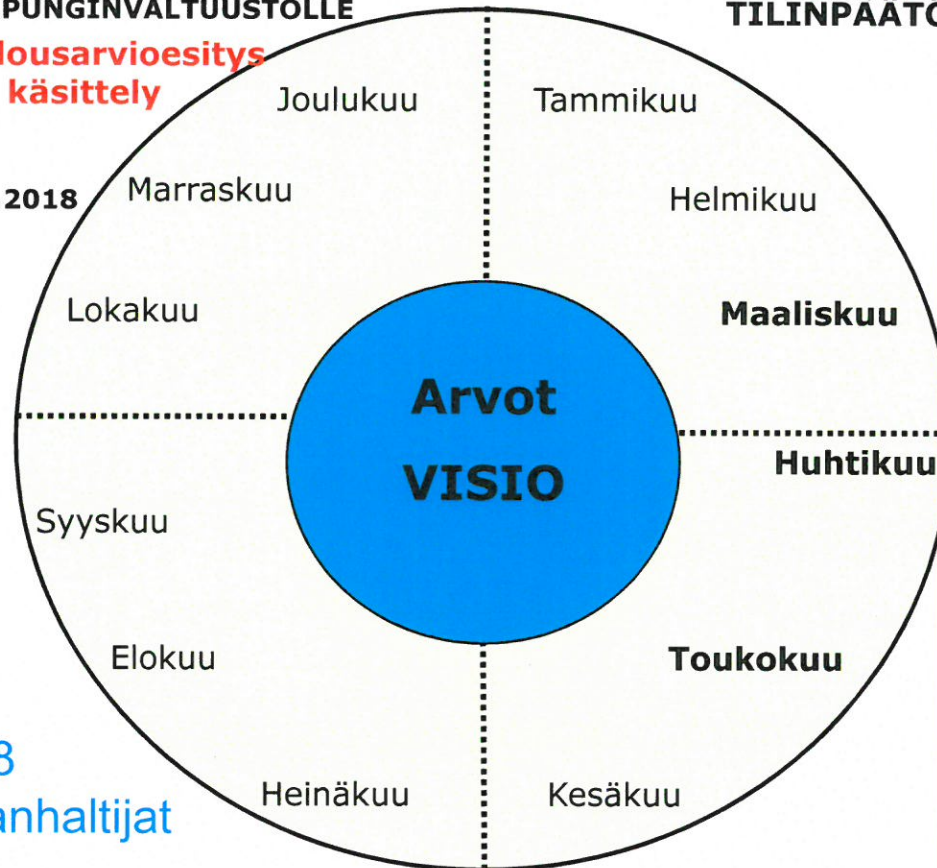 PUNGINVALTUUSTOLLE
TILINPÄÄTÖ
lousarvioesitys
käsittely
Joulukuu
Tammikuu
2018
Marraskuu
Helmikuu
Lokakuu
Maaliskuu
Arvot
VISIO
Huhtikuu
Syyskuu
Elokuu
Toukokuu
8
anhaltijat
Heinäkuu
Kesäkuu